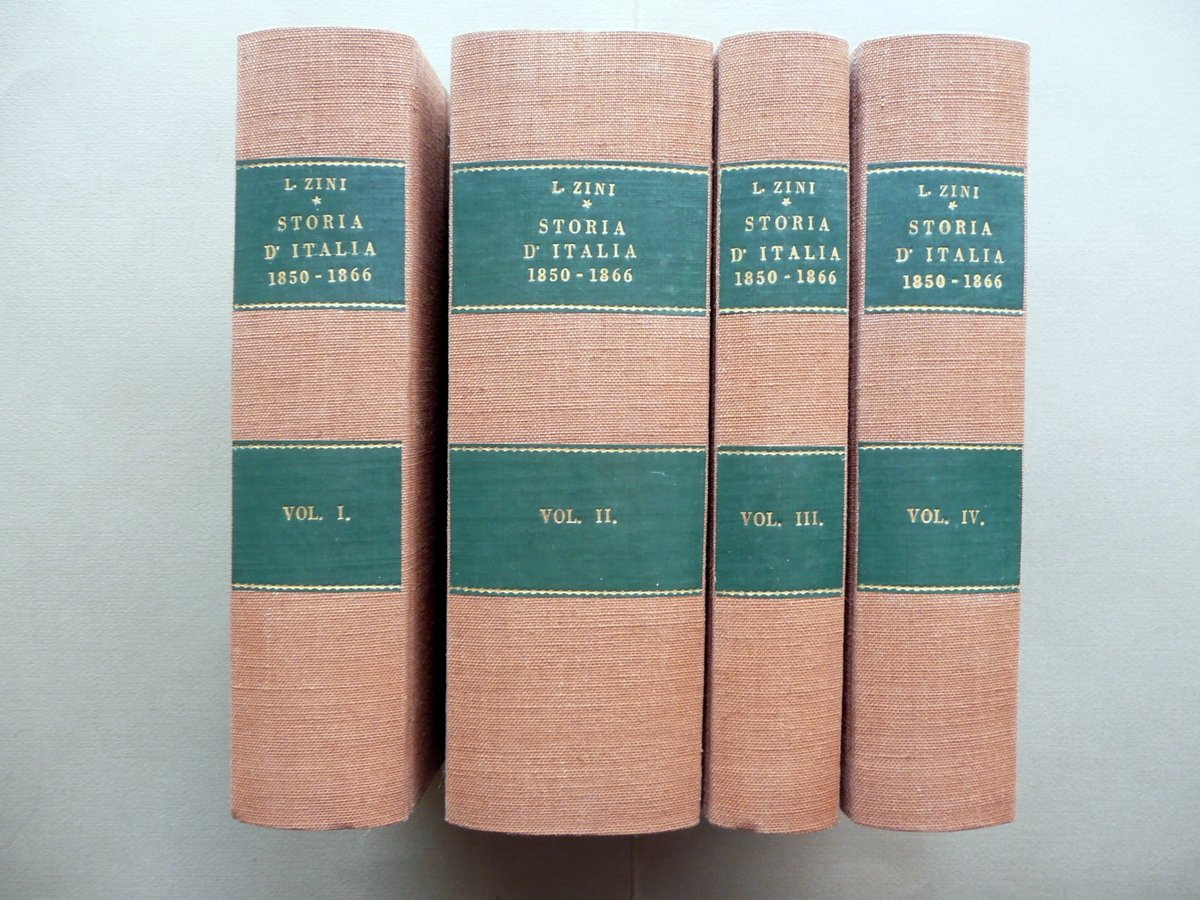 L. ZINI
*
STORIA
D' ITALIA
1850-1866
VOL. I.
L. ZINI
*
STORIA
D' ITALIA
1850-1866
VOL. II.
L. ZINI
*
STORIA
D' ITALIA
1850-1866
VOL. III.
L. ZINI
*
STORIA
D' ITALIA
1850-1866
VOL. IV.